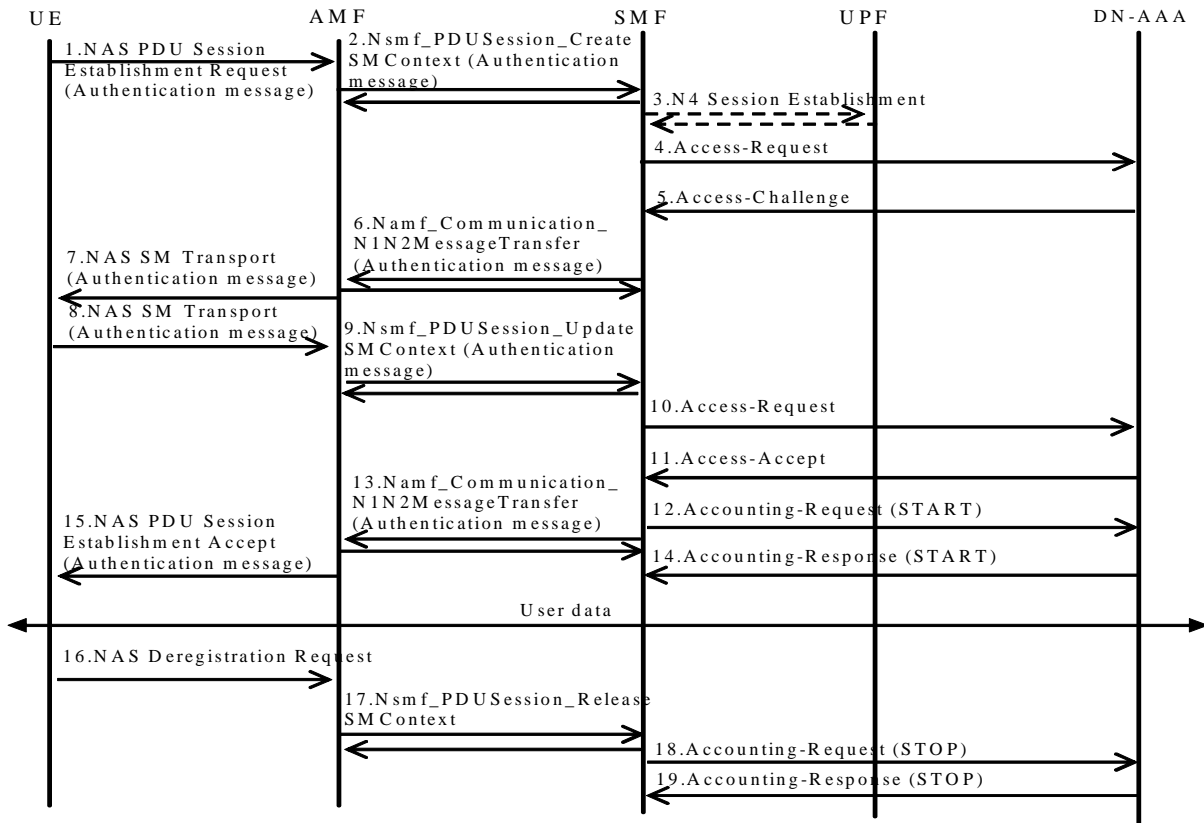 UE
AMF
SMF
UPF
DN-AAA
1.NAS PDU Session
Establishment Request
(Authentication message)
2.Nsmf_PDUSession_Create
SMContext (Authentication
message)
3.N4 Session Establishment
4.Access-Request
5.Access-Challenge
6.Namf_Communication_
N1N2MessageTransfer
(Authentication message)
7.NAS SM Transport
(Authentication message)
8.NAS SM Transport
(Authentication message)
9.Nsmf_PDUSession_Update
SMContext (Authentication
message)
10.Access-Request
11.Access-Accept
13.Namf_Communication_
N1N2MessageTransfer
(Authentication message)
12.Accounting-Request (START)
15.NAS PDU Session
Establishment Accept
(Authentication message)
14.Accounting-Response (START)
User data
16.NAS Deregistration Request
17.Nsmf_PDUSession_Release
SMContext
18.Accounting-Request (STOP)
19.Accounting-Response (STOP)